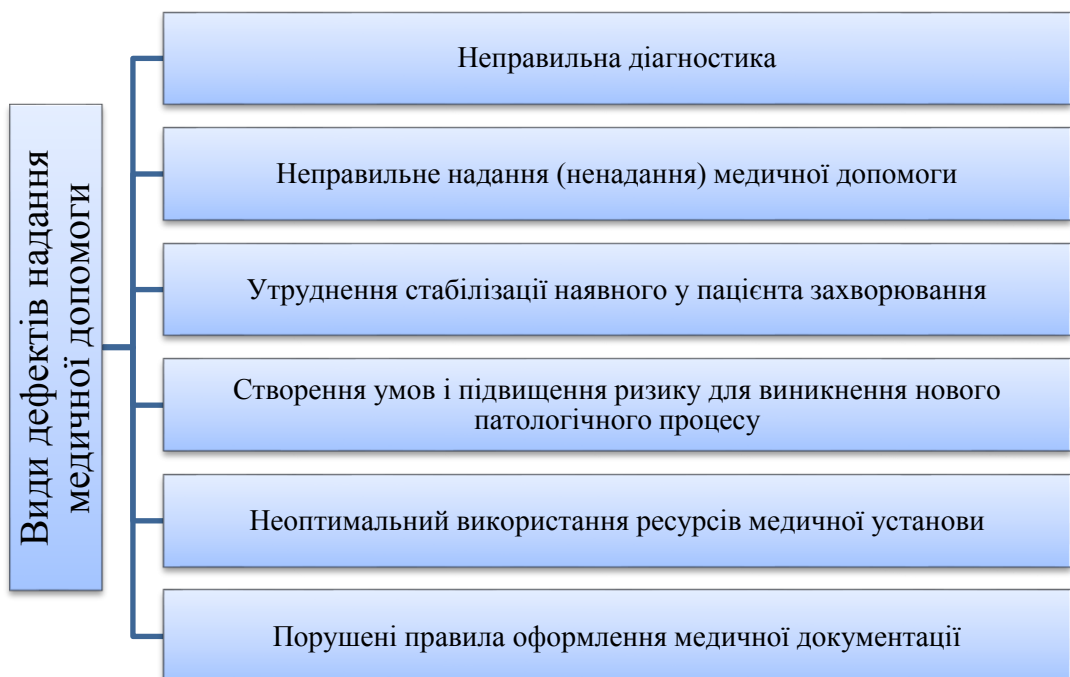 Види дефектів надання
медичної допомоги
Неправильна діагностика
Неправильне надання (ненадання) медичної допомоги
Утруднення стабілізації наявного у пацієнта захворювання
Створення умов і підвищення ризику для виникнення нового
патологічного процесу
Неоптимальний використання ресурсів медичної установи
Порушені правила оформлення медичної документації